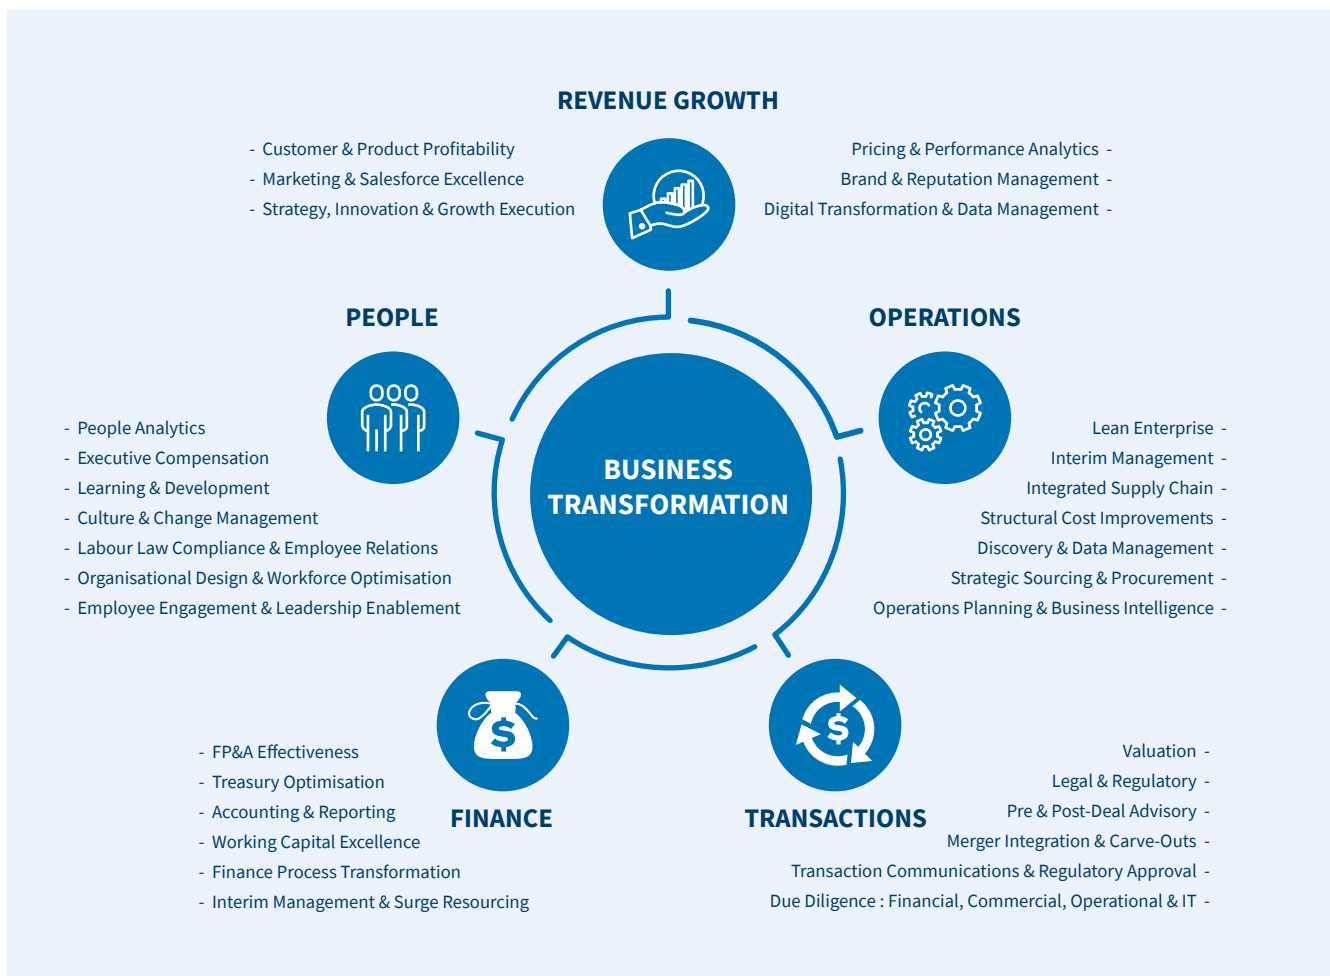 REVENUE GROWTH
- Customer & Product Profitability
- Marketing & Salesforce Excellence
- Strategy, Innovation & Growth Execution
Pricing & Performance Analytics -
Brand & Reputation Management -
Digital Transformation & Data Management -
PEOPLE
- People Analytics
- Executive Compensation
- Learning & Development
- Culture & Change Management
- Labour Law Compliance & Employee Relations
- Organisational Design & Workforce Optimisation
- Employee Engagement & Leadership Enablement
BUSINESS
TRANSFORMATION
OPERATIONS
Lean Enterprise -
Interim Management -
Integrated Supply Chain -
Structural Cost Improvements -
Discovery & Data Management -
Strategic Sourcing & Procurement -
Operations Planning & Business Intelligence -
$
FINANCE
- FP&A Effectiveness
- Treasury Optimisation
- Accounting & Reporting
- Working Capital Excellence
- Finance Process Transformation
- Interim Management & Surge Resourcing
$
TRANSACTIONS
Valuation -
Legal & Regulatory -
Pre & Post-Deal Advisory -
Merger Integration & Carve-Outs -
Transaction Communications & Regulatory Approval -
Due Diligence : Financial, Commercial, Operational & IT -